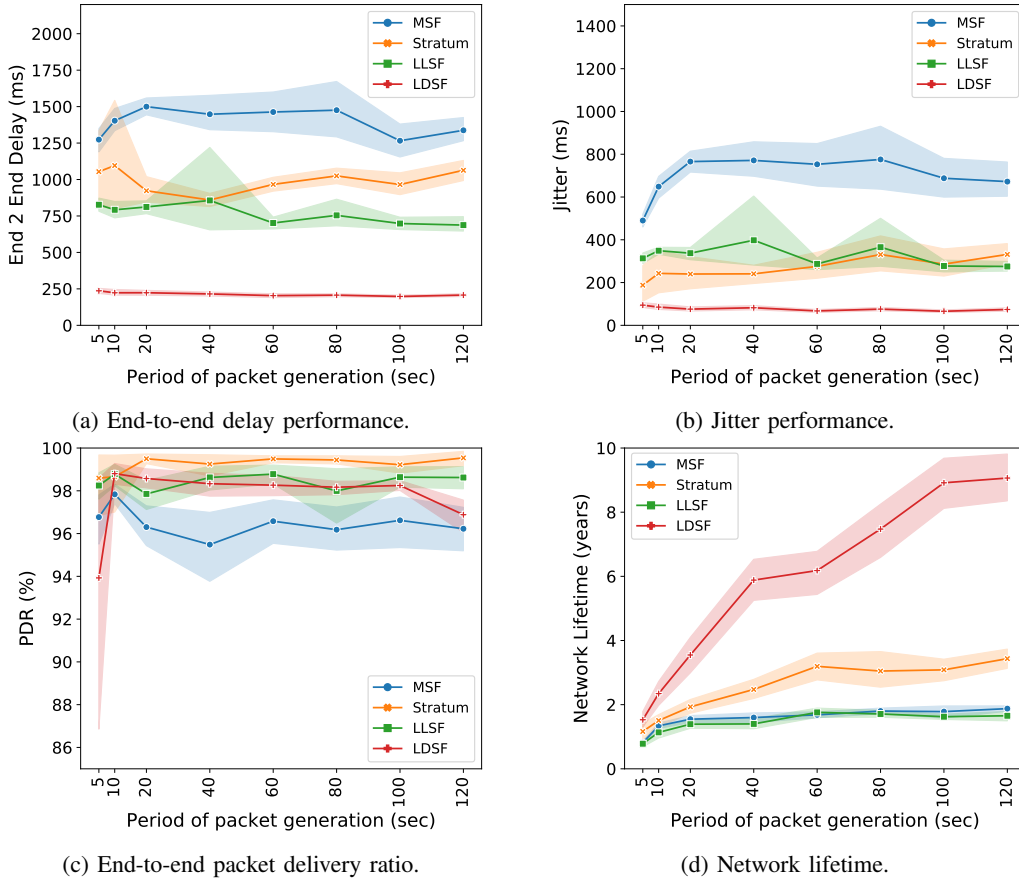 2000
1750
1500
1250
1000
750
500
250
0
End 2 End Delay (ms)
MSF
Stratum
LLSF
LDSF
5
10
20
40
60
80
100
120
Period of packet generation (sec)
(a) End-to-end delay performance.
1400
1200
1000
800
600
400
200
0
Jitter (ms)
MSF
Stratum
LLSF
LDSF
5
10
20
40
60
80
100
120
Period of packet generation (sec)
(b) Jitter performance.
100
98
96
94
92
90
88
86
PDR (%)
MSF
Stratum
LLSF
LDSF
5
10
20
40
60
80
100
120
Period of packet generation (sec)
(c) End-to-end packet delivery ratio.
10
8
6
4
2
0
Network Lifetime (years)
MSF
Stratum
LLSF
LDSF
5
10
20
40
60
80
100
120
Period of packet generation (sec)
(d) Network lifetime.